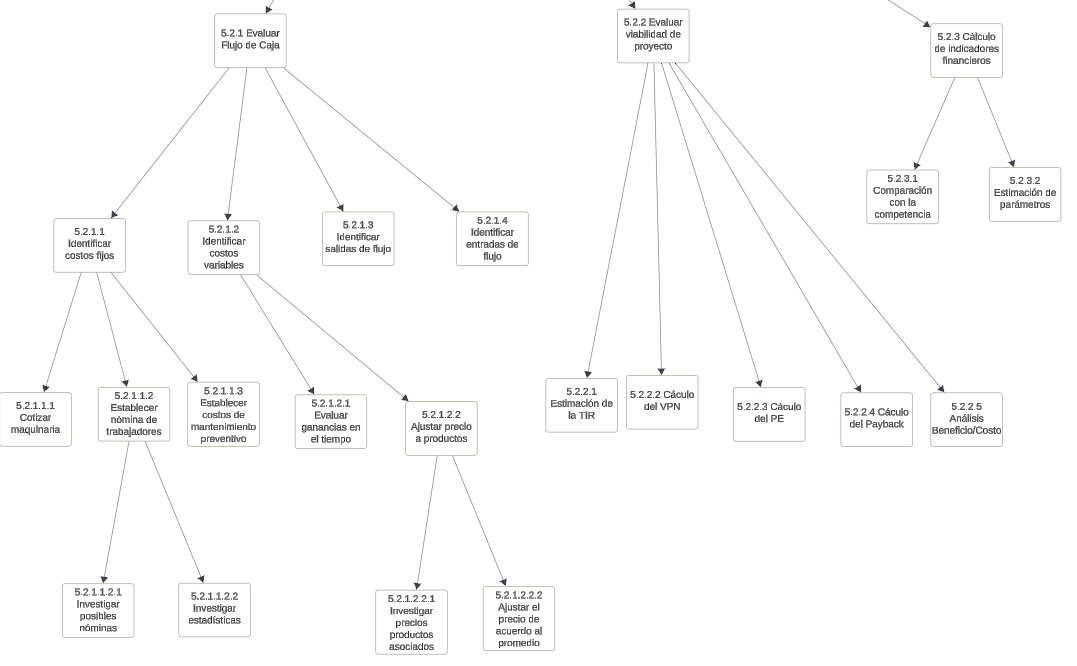 5.2.1 Evaluar
Flujo de Caja
5.2.2 Evaluar
viabilidad de
proyecto
5.2.3 Cálculo
de indicadores
financieros
5.2.3.1
Comparación
con la
competencia
5.2.3.2
Estimación de
parámetros
5.2.1.1
Identificar
costos fijos
5.2.1.2
Identificar
costos
variables
5.2.1.3
Identificar
salidas de flujo
5.2.1.4
Identificar
entradas de
flujo
5.2.1.1.1
Cotizar
maquinaria
5.2.1.1.2
Establecer
nómina de
trabajadores
5.2.1.1.3
Establecer
costos de
mantenimiento
preventivo
5.2.1.2.1
Evaluar
ganancias en
el tiempo
5.2.1.2.2
Ajustar precio
a productos
5.2.2.1
Estimación de
la TIR
5.2.2.2 Cáculo
del VPN
5.2.2.3 Cáculo
del PE
5.2.2.4 Cáculo
del Payback
5.2.2.5
Análisis
Beneficio/Costo
5.2.1.1.2.1
Investigar
posibles
nóminas
5.2.1.1.2.2
Investigar
estadísticas
5.2.1.2.2.1
Investigar
precios
productos
asociados
5.2.1.2.2.2
Ajustar el
precio de
acuerdo al
promedio